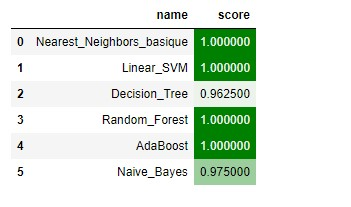 name score
0 Nearest_Neighbors_basique 1.000000
1 Linear_SVM 1.000000
2 Decision_Tree 0.962500
3 Random_Forest 1.000000
4 AdaBoost 1.000000
5 Naive_Bayes 0.975000